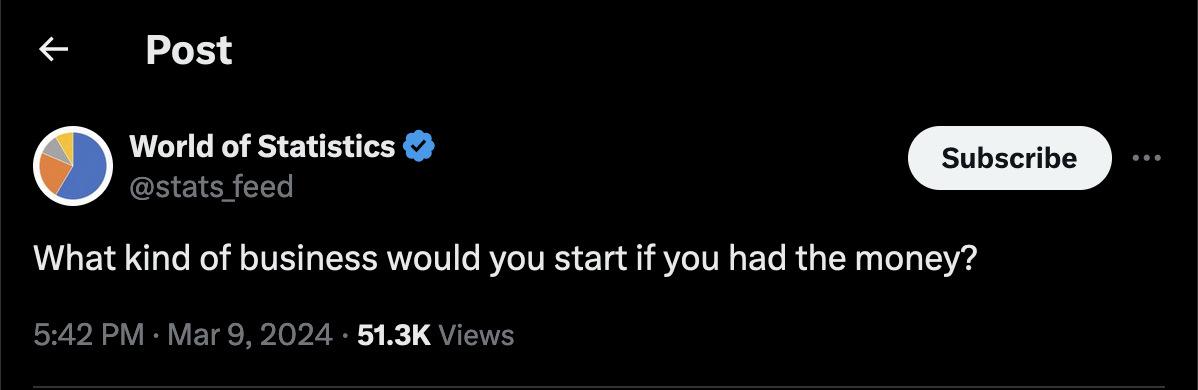 Post
World of Statistics
Subscribe
@stats_feed
What kind of business would you start if you had the money?
5:42 PM · Mar 9, 2024 · 51.3K Views